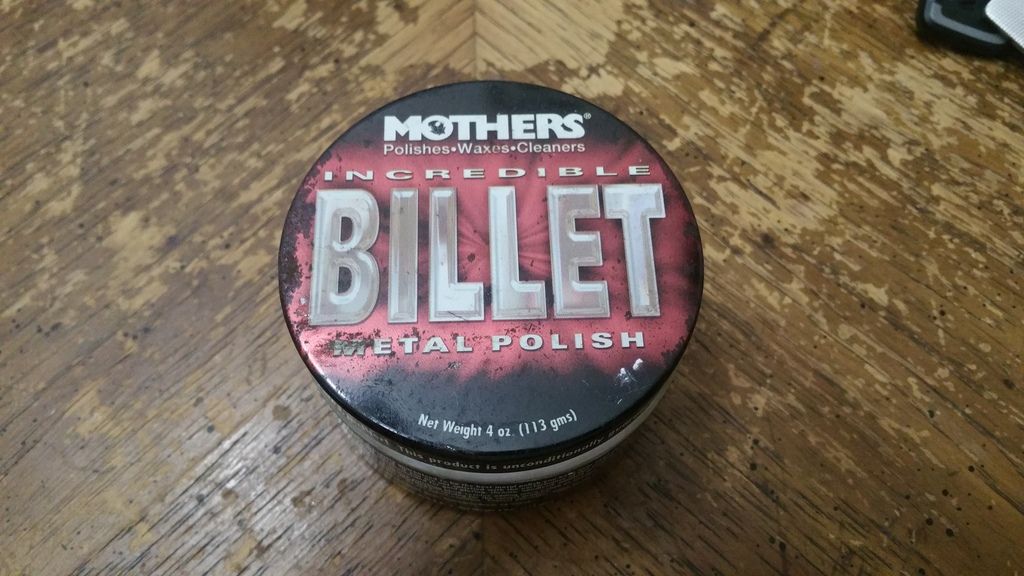 MOTHERS®
Polishes•Waxes•Cleaners
INCREDIBLE
BILLET
METAL POLISH
Net Weight 4 oz. (113 gms)
This product is unconditionally